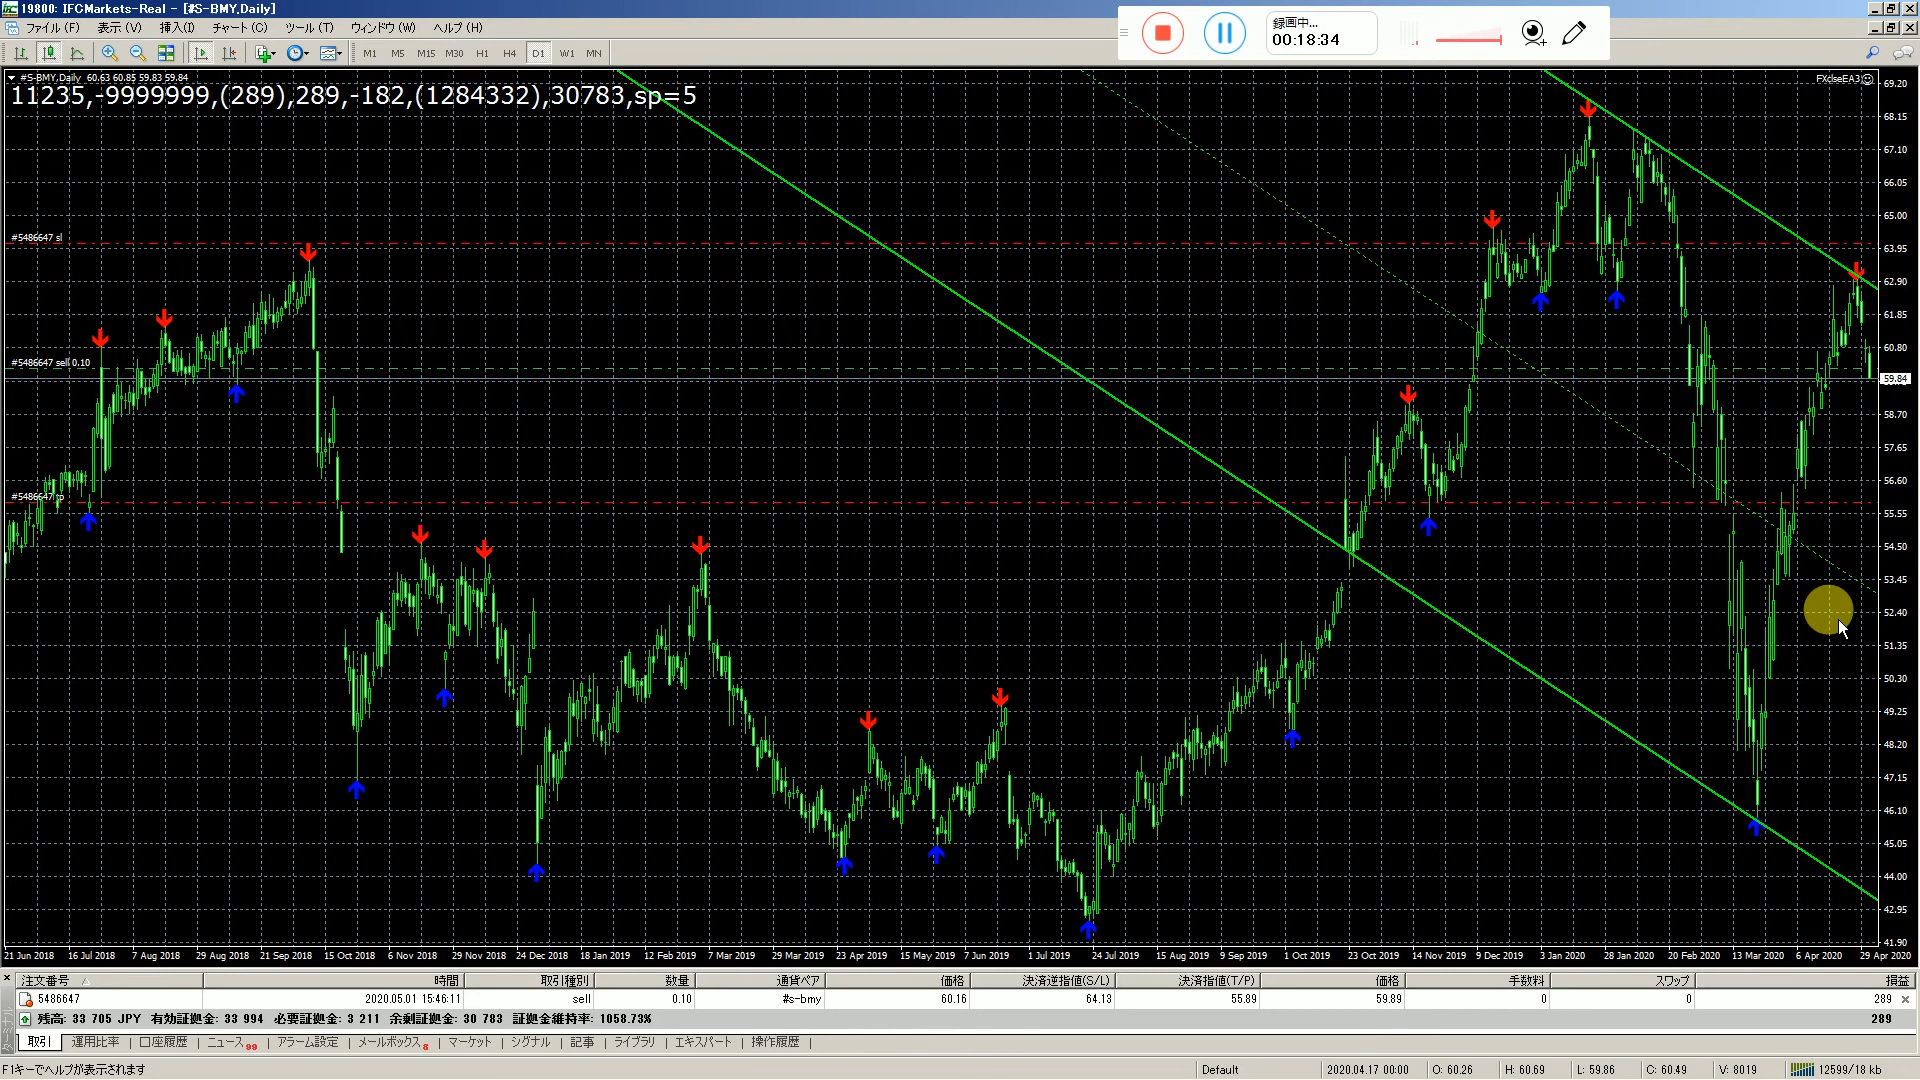 19800: IFCMarkets-Real - [#S-BMY,Daily]
ファイル (F) 表示 (V) 挿入(I) チャート (C) ツール (T) ウィンドウ (W) ヘルプ (H)
録画中...
00:18:34
M1 M5 M15 M30 H1 H4 D1 W1 MN
#S-BMY,Daily 60.63 60.85 59.83 59.84
FXclseEA3
11235,-9999999,(289),289,-182,(1284332),30783,sp=5
#5486647 sl
#5486647 sell 0.10
#5486647 tp
69.20
68.15
67.10
66.05
65.00
63.95
62.90
61.85
60.80
59.84
58.70
57.65
56.60
55.55
54.50
53.45
52.40
51.35
50.30
49.25
48.20
47.15
46.10
45.05
44.00
42.95
41.90
21 Jun 2018 16 Jul 2018 7 Aug 2018 29 Aug 2018 21 Sep 2018 15 Oct 2018 6 Nov 2018 29 Nov 2018 24 Dec 2018 18 Jan 2019 12 Feb 2019 7 Mar 2019 29 Mar 2019 23 Apr 2019 15 May 2019 7 Jun 2019 1 Jul 2019 24 Jul 2019 15 Aug 2019 9 Sep 2019 1 Oct 2019 23 Oct 2019 14 Nov 2019 9 Dec 2019 3 Jan 2020 28 Jan 2020 20 Feb 2020 13 Mar 2020 6 Apr 2020 29 Apr 2020
注文番号 時間 取引種別 数量 通貨ペア 価格 決済逆指値(S/L) 決済指値(T/P) 価格 手数料 スワップ 損益
5486647 2020.05.01 15:46:11 sell 0.10 #s-bmy 60.16 64.13 55.89 59.89 0 0 289
残高: 33 705 JPY 有効証拠金: 33 994 必要証拠金: 3 211 余剰証拠金: 30 783 証拠金維持率: 1058.73% 289
取引 | 運用比率 | 口座履歴 | ニュース 99 | アラーム設定 | メールボックス 8 | マーケット | シグナル | 記事 | ライブラリ | エキスパート | 操作履歴 |
F1キーでヘルプが表示されます Default 2020.04.17 00:00 O: 60.26 H: 60.69 L: 59.86 C: 60.49 V: 8019 12599/18 kb